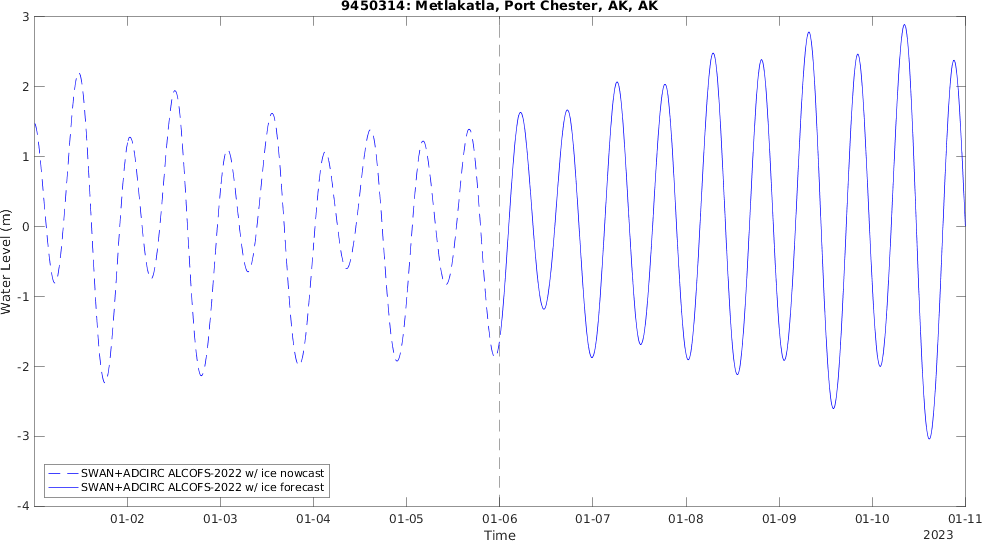 9450314: Metlakatla, Port Chester, AK, AK
3
2
1
0
-1
-2
-3
-4
Water Level (m)
SWAN+ADCIRC ALCOFS-2022 w/ ice nowcast
SWAN+ADCIRC ALCOFS-2022 w/ ice forecast
01-02 01-03 01-04 01-05 01-06 01-07 01-08 01-09 01-10 01-11
Time
2023